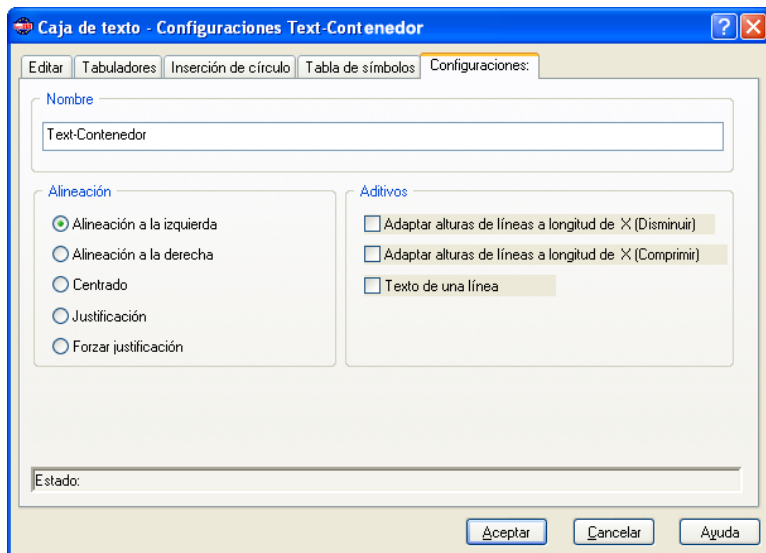 Caja de texto - Configuraciones Text-Contenedor
Editar Tabuladores Inserción de círculo Tabla de símbolos Configuraciones:
Nombre
Text-Contenedor
Alineación
Alineación a la izquierda
Alineación a la derecha
Centrado
Justificación
Forzar justificación
Aditivos
Adaptar alturas de líneas a longitud de X (Disminuir)
Adaptar alturas de líneas a longitud de X (Comprimir)
Texto de una línea
Estado:
Aceptar Cancelar Ayuda